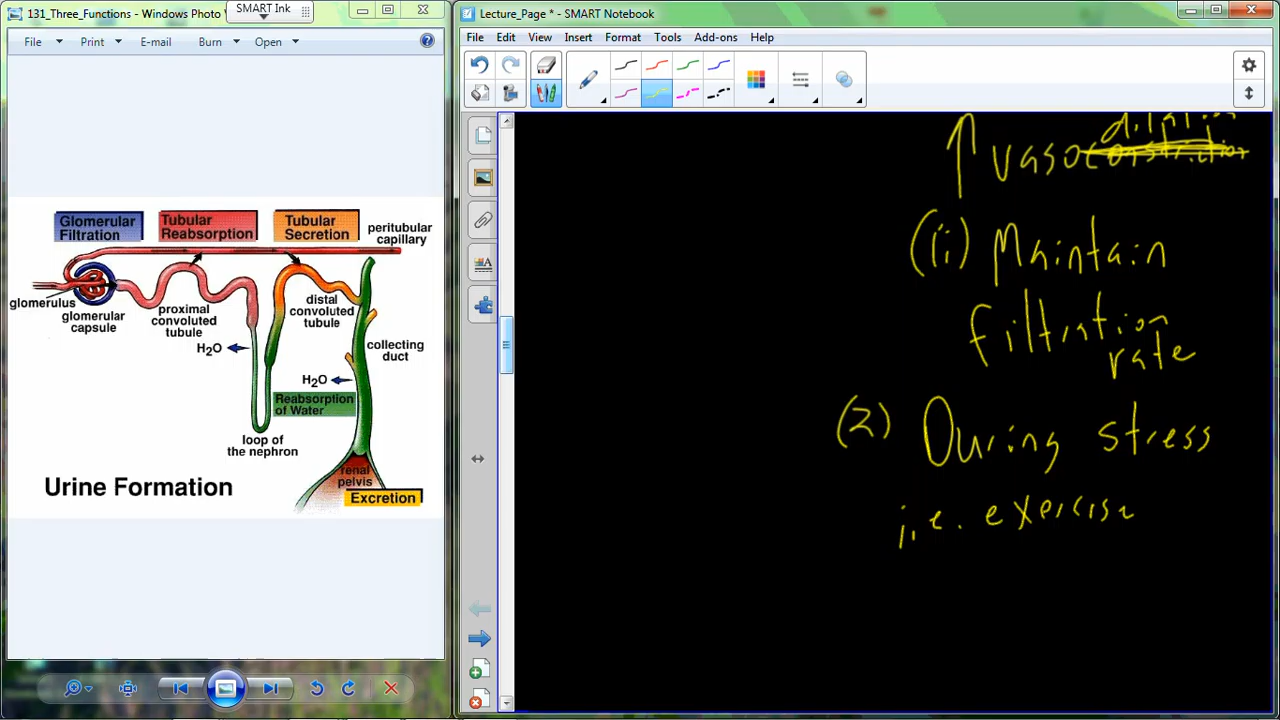 131_Three_Functions - Windows Photo
SMART Ink
File Print E-mail Burn Open
Glomerular
Filtration
Tubular
Reabsorption
Tubular
Secretion
peritubular
capillary
glomerulus
glomerular
capsule
proximal
convoluted
tubule
distal
convoluted
tubule
H₂O
collecting
duct
H₂O
Reabsorption
of Water
loop of
the nephron
renal
pelvis
Urine Formation
Excretion
Lecture_Page * - SMART Notebook
File Edit View Insert Format Tools Add-ons Help
dilation
↑ vasoconstriction
(ii) Maintain
filtration
rate
(2) During stress
i.e. exercise